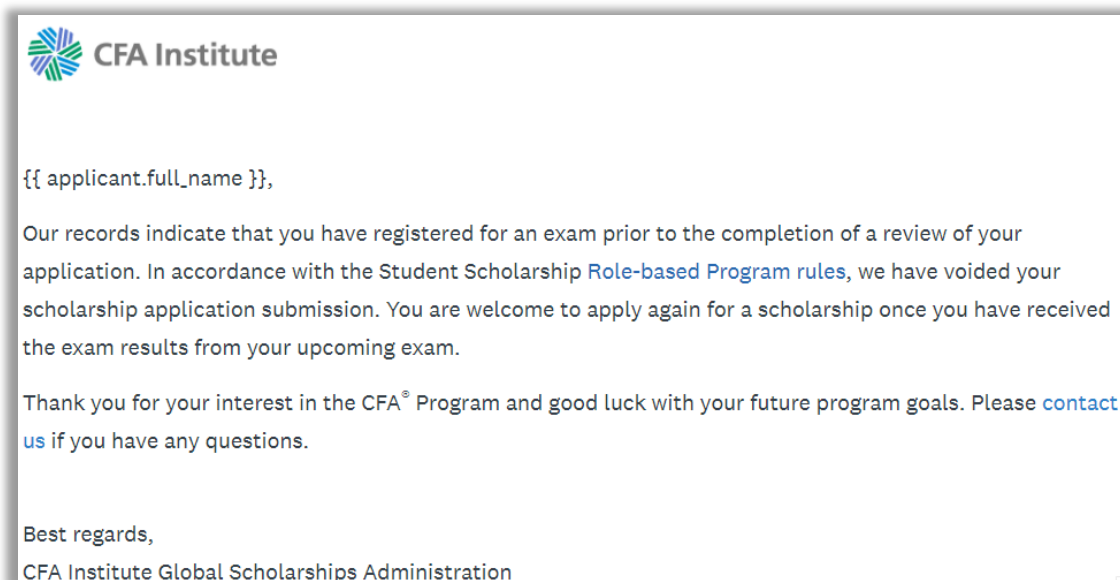 CFA Institute
{{ applicant.full_name }},
Our records indicate that you have registered for an exam prior to the completion of a review of your
application. In accordance with the Student Scholarship Role-based Program rules, we have voided your
scholarship application submission. You are welcome to apply again for a scholarship once you have received
the exam results from your upcoming exam.
Thank you for your interest in the CFA® Program and good luck with your future program goals. Please contact
us if you have any questions.
Best regards,
CFA Institute Global Scholarships Administration